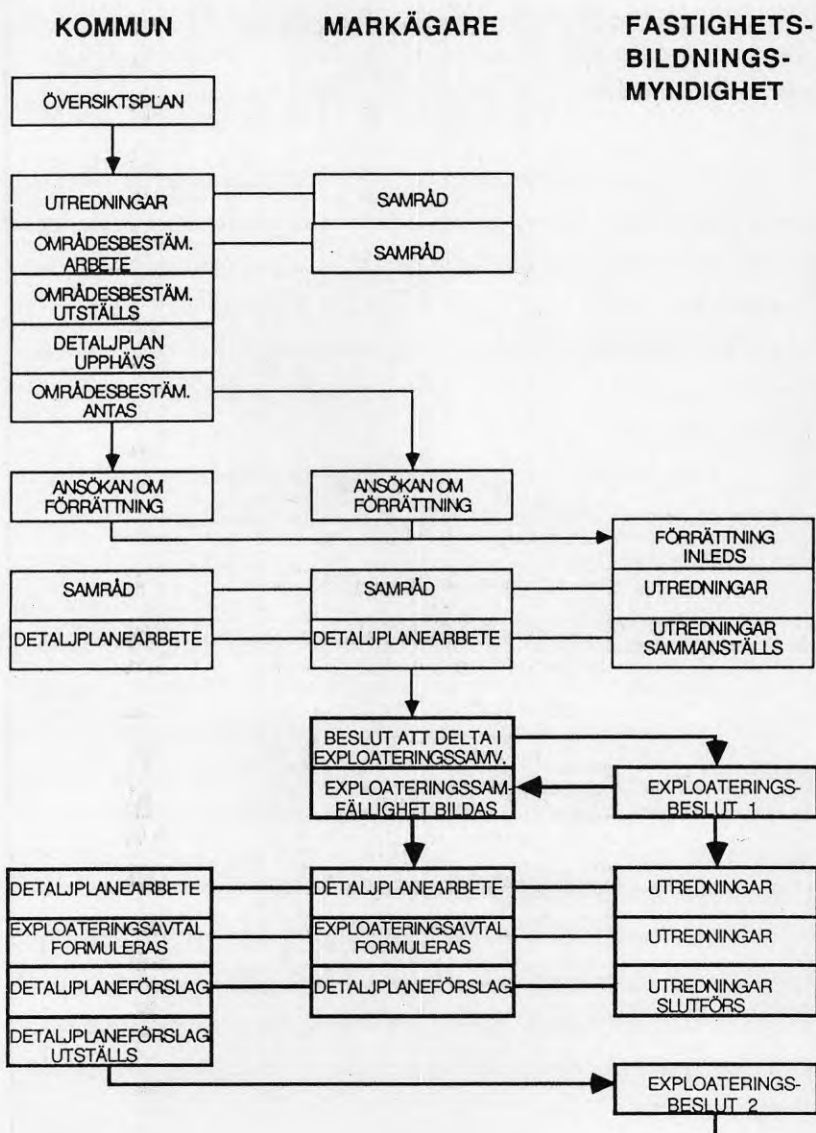 KOMMUN
MARKÄGARE
FASTIGHETS-
BILDNINGS-
MYNDIGHET
ÖVERSIKTSPLAN
UTREDNINGAR
SAMRÅD
OMRÅDESBESTÄM.
ARBETE
SAMRÅD
OMRÅDESBESTÄM.
UTSTÄLLS
DETALJPLAN
UPPHÄVS
OMRÅDESBESTÄM.
ANTAS
ANSÖKAN OM
FÖRRÄTTNING
ANSÖKAN OM
FÖRRÄTTNING
FÖRRÄTTNING
INLEDS
SAMRÅD
SAMRÅD
UTREDNINGAR
DETALJPLANEARBETE
DETALJPLANEARBETE
UTREDNINGAR
SAMMANSTÄLLS
BESLUT ATT DELTA I
EXPLOATERINGSSAMV.
EXPLOATERINGSSAM-
FÄLLIGHET BILDAS
EXPLOATERINGS-
BESLUT 1
DETALJPLANEARBETE
DETALJPLANEARBETE
UTREDNINGAR
EXPLOATERINGSAVTAL
FORMULERAS
EXPLOATERINGSAVTAL
FORMULERAS
UTREDNINGAR
DETALJPLANEFÖRSLAG
DETALJPLANEFÖRSLAG
UTREDNINGAR
SLUTFÖRS
DETALJPLANEFÖRSLAG
UTSTÄLLS
EXPLOATERINGS-
BESLUT 2